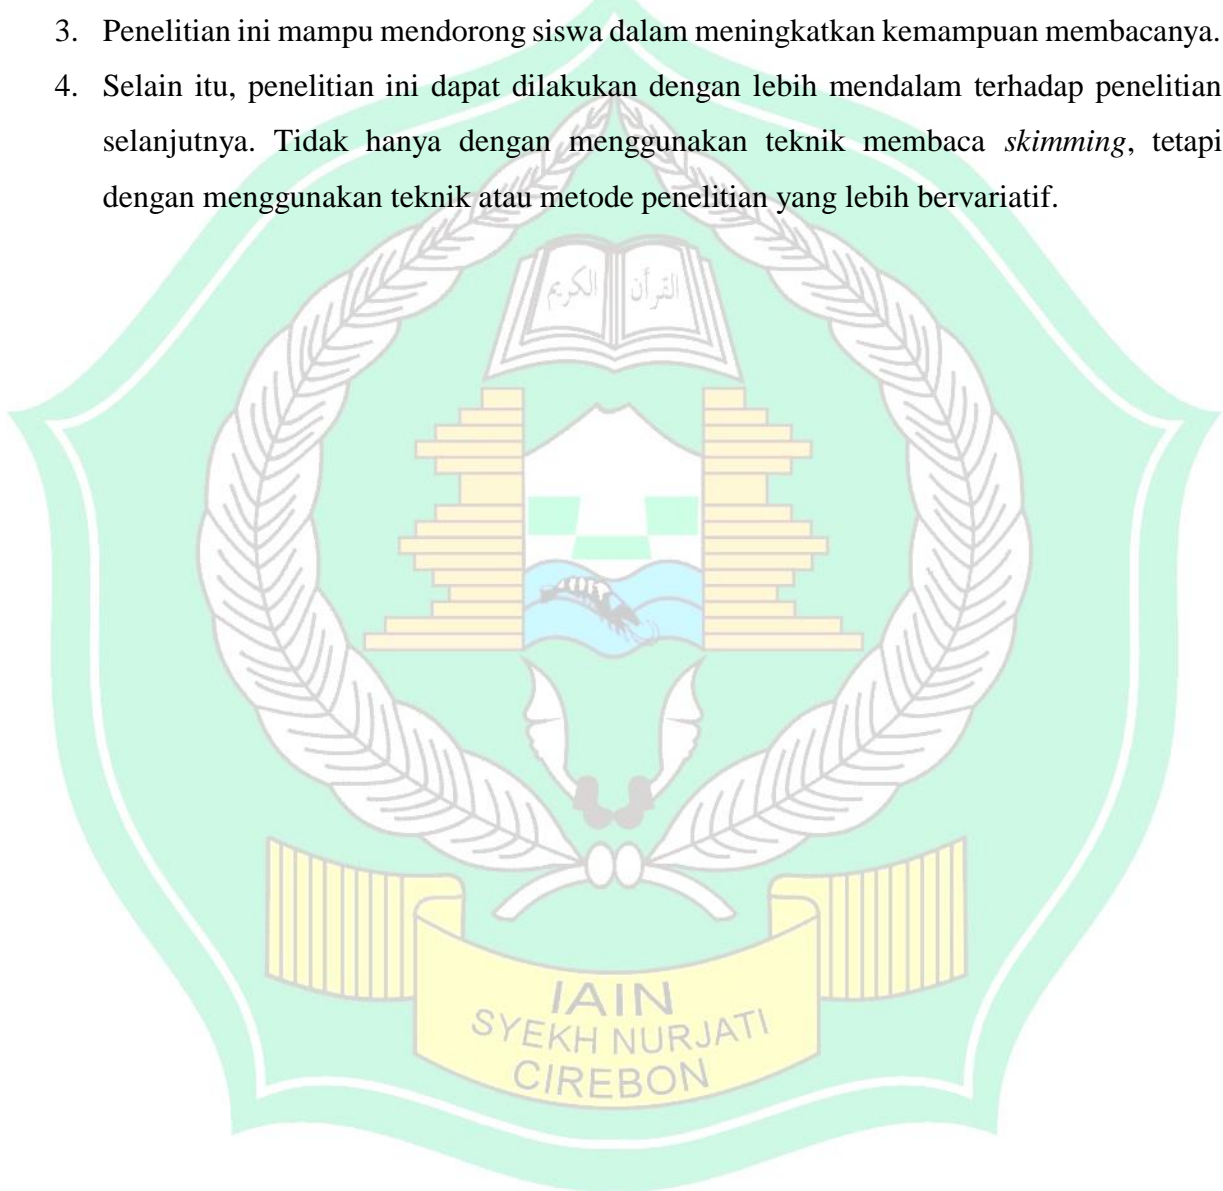 3. Penelitian ini mampu mendorong siswa dalam meningkatkan kemampuan membacanya.
4. Selain itu, penelitian ini dapat dilakukan dengan lebih mendalam terhadap penelitian
selanjutnya. Tidak hanya dengan menggunakan teknik membaca skimming, tetapi
dengan menggunakan teknik atau metode penelitian yang lebih bervariatif.
القرآن الكريم
IAIN
SYEKH NURJATI
CIREBON